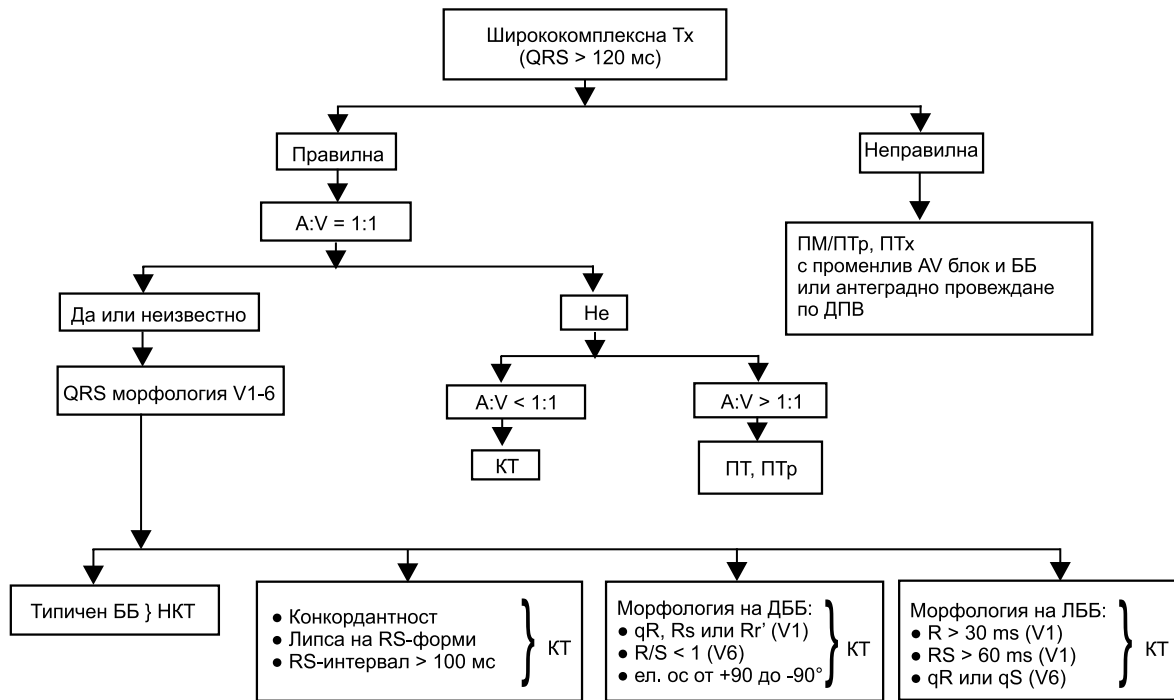 Ширококомплексна Тх
(QRS > 120 мс)
Правилна
Неправилна
A:V = 1:1
ПМ/ПТр, ПТх
с променлив AV блок и ББ
или антеградно провеждане
по ДПВ
Да или неизвестно
Не
QRS морфология V1-6
A:V < 1:1
A:V > 1:1
КТ
ПТ, ПТр
Типичен ББ } НКТ
● Конкордантност
● Липса на RS-форми
● RS-интервал > 100 мс
} КТ
Морфология на ДББ:
● qR, Rs или Rr’ (V1)
● R/S < 1 (V6)
● ел. ос от +90 до -90°
} КТ
Морфология на ЛББ:
● R > 30 ms (V1)
● RS > 60 ms (V1)
● qR или qS (V6)
} КТ